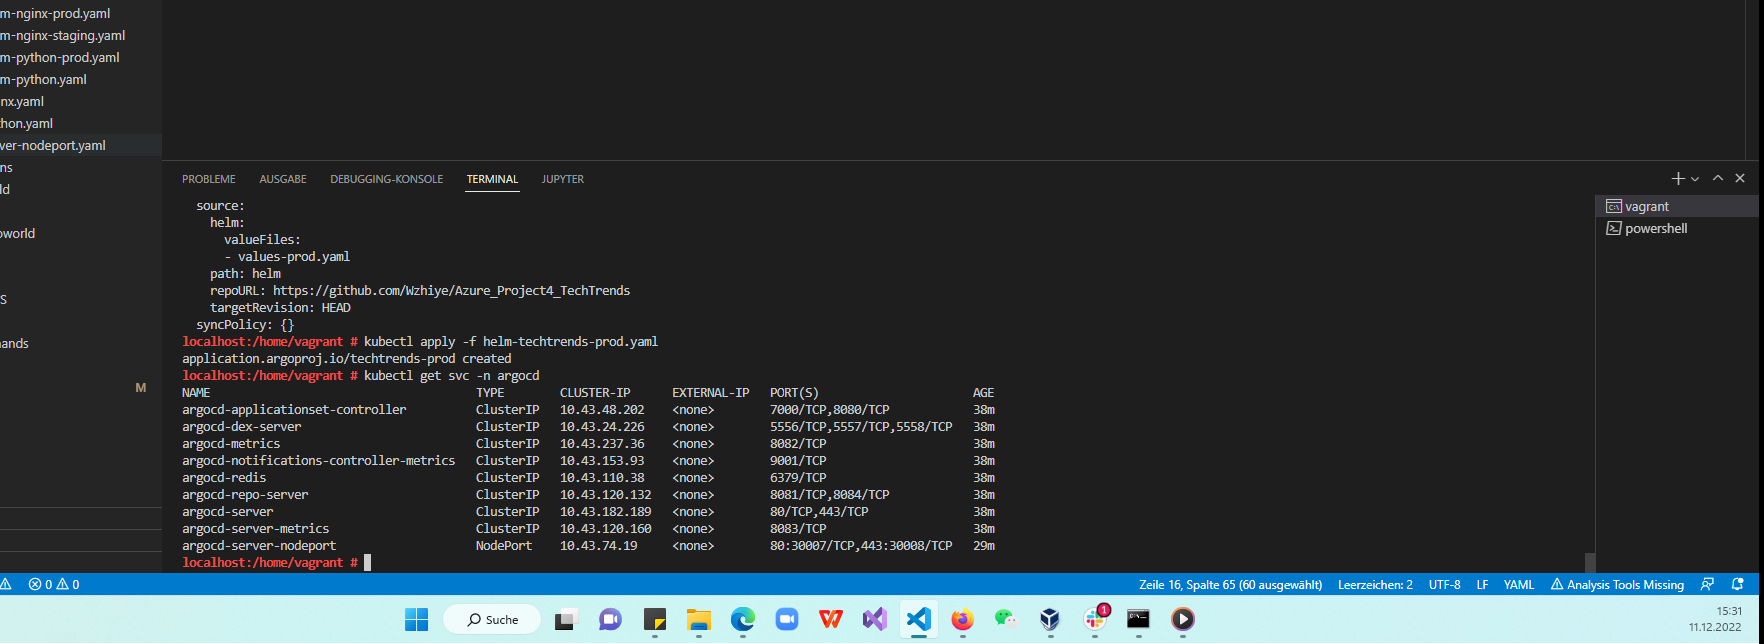 m-nginx-prod.yaml
m-nginx-staging.yaml
m-python-prod.yaml
m-python.yaml
nx.yaml
thon.yaml
ver-nodeport.yaml
ns
ld
oworld
S
ands
M
PROBLEME AUSGABE DEBUGGING-KONSOLE TERMINAL JUPYTER
source:
helm:
valueFiles:
- values-prod.yaml
path: helm
repoURL: https://github.com/Wzhiye/Azure_Project4_TechTrends
targetRevision: HEAD
syncPolicy: {}
localhost:/home/vagrant # kubectl apply -f helm-techtrends-prod.yaml
application.argoproj.io/techtrends-prod created
localhost:/home/vagrant # kubectl get svc -n argocd
NAME TYPE CLUSTER-IP EXTERNAL-IP PORT(S) AGE
argocd-applicationset-controller ClusterIP 10.43.48.202 <none> 7000/TCP,8080/TCP 38m
argocd-dex-server ClusterIP 10.43.24.226 <none> 5556/TCP,5557/TCP,5558/TCP 38m
argocd-metrics ClusterIP 10.43.237.36 <none> 8082/TCP 38m
argocd-notifications-controller-metrics ClusterIP 10.43.153.93 <none> 9001/TCP 38m
argocd-redis ClusterIP 10.43.110.38 <none> 6379/TCP 38m
argocd-repo-server ClusterIP 10.43.120.132 <none> 8081/TCP,8084/TCP 38m
argocd-server ClusterIP 10.43.182.189 <none> 80/TCP,443/TCP 38m
argocd-server-metrics ClusterIP 10.43.120.160 <none> 8083/TCP 38m
argocd-server-nodeport NodePort 10.43.74.19 <none> 80:30007/TCP,443:30008/TCP 29m
localhost:/home/vagrant #
vagrant
powershell
0 0 Zeile 16, Spalte 65 (60 ausgewählt) Leerzeichen: 2 UTF-8 LF YAML Analysis Tools Missing
Suche
1
15:31
11.12.2022